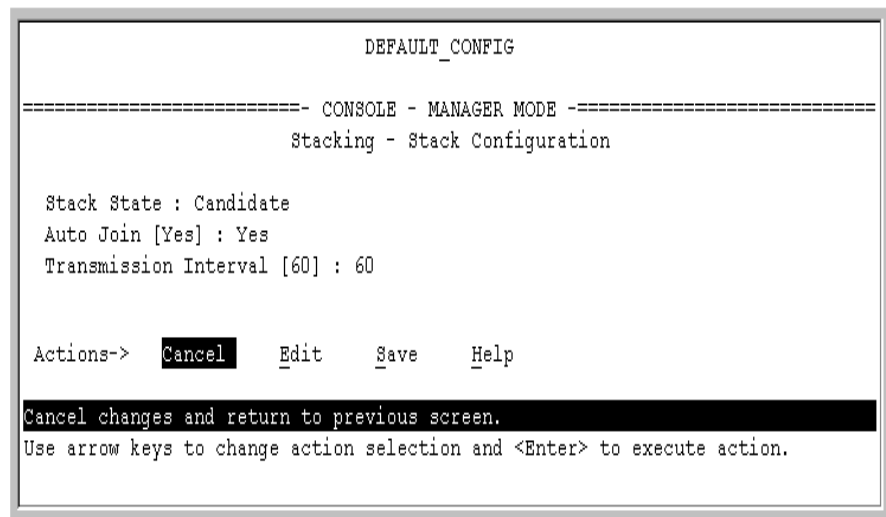 DEFAULT_CONFIG
==========================- CONSOLE - MANAGER MODE -============================
Stacking - Stack Configuration
Stack State : Candidate
Auto Join [Yes] : Yes
Transmission Interval [60] : 60
Actions-> Cancel Edit Save Help
Cancel changes and return to previous screen.
Use arrow keys to change action selection and <Enter> to execute action.